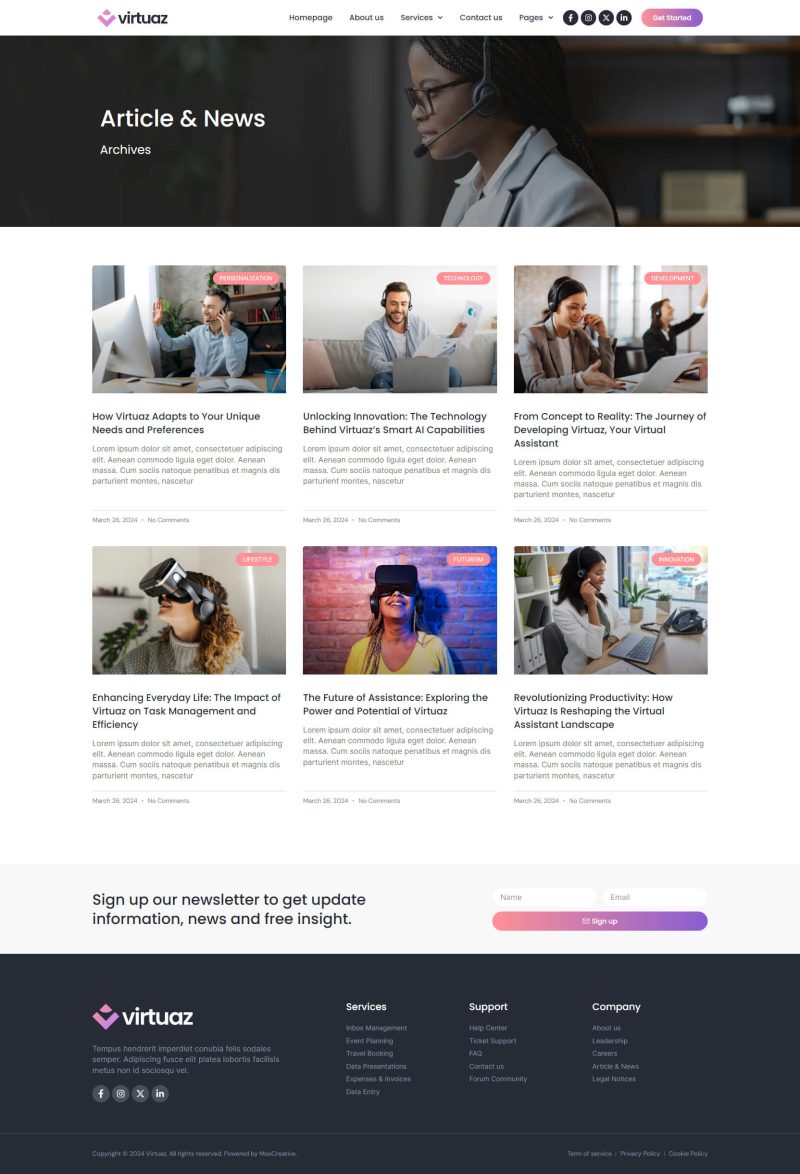 virtuaz
Homepage About us Services Contact us Pages Get Started
Article & News
Archives
PERSONALIZATION
TECHNOLOGY
DEVELOPMENT
How Virtuaz Adapts to Your Unique
Needs and Preferences
Lorem ipsum dolor sit amet, consectetuer adipiscing
elit. Aenean commodo ligula eget dolor. Aenean
massa. Cum sociis natoque penatibus et magnis dis
parturient montes, nascetur
March 26, 2024 • No Comments
Unlocking Innovation: The Technology
Behind Virtuaz’s Smart AI Capabilities
Lorem ipsum dolor sit amet, consectetuer adipiscing
elit. Aenean commodo ligula eget dolor. Aenean
massa. Cum sociis natoque penatibus et magnis dis
parturient montes, nascetur
March 26, 2024 • No Comments
From Concept to Reality: The Journey of
Developing Virtuaz, Your Virtual
Assistant
Lorem ipsum dolor sit amet, consectetuer adipiscing
elit. Aenean commodo ligula eget dolor. Aenean
massa. Cum sociis natoque penatibus et magnis dis
parturient montes, nascetur
March 26, 2024 • No Comments
LIFESTYLE
FUTURISM
INNOVATION
Enhancing Everyday Life: The Impact of
Virtuaz on Task Management and
Efficiency
Lorem ipsum dolor sit amet, consectetuer adipiscing
elit. Aenean commodo ligula eget dolor. Aenean
massa. Cum sociis natoque penatibus et magnis dis
parturient montes, nascetur
March 26, 2024 • No Comments
The Future of Assistance: Exploring the
Power and Potential of Virtuaz
Lorem ipsum dolor sit amet, consectetuer adipiscing
elit. Aenean commodo ligula eget dolor. Aenean
massa. Cum sociis natoque penatibus et magnis dis
parturient montes, nascetur
March 26, 2024 • No Comments
Revolutionizing Productivity: How
Virtuaz Is Reshaping the Virtual
Assistant Landscape
Lorem ipsum dolor sit amet, consectetuer adipiscing
elit. Aenean commodo ligula eget dolor. Aenean
massa. Cum sociis natoque penatibus et magnis dis
parturient montes, nascetur
March 26, 2024 • No Comments
Sign up our newsletter to get update
information, news and free insight.
Name
Email
Sign up
virtuaz
Tempus hendrerit imperdiet conubia felis sodales
semper. Adipiscing fusce elit platea lobortis facilisis
metus non id sociosqu vel.
Services
Inbox Management
Event Planning
Travel Booking
Data Presentations
Expenses & Invoices
Data Entry
Support
Help Center
Ticket Support
FAQ
Contact us
Forum Community
Company
About us
Leadership
Careers
Article & News
Legal Notices
Copyright © 2024 Virtuaz, All rights reserved. Powered by MoxCreative.
Term of service | Privacy Policy | Cookie Policy